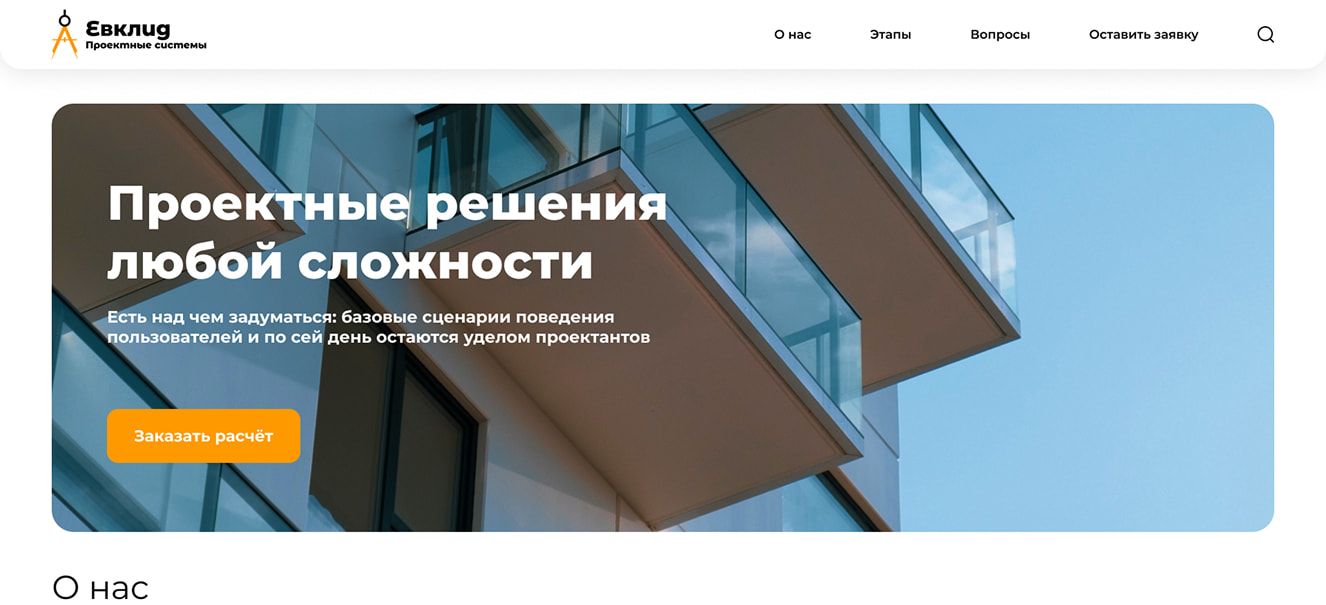 Евклид
Проектные системы
О нас
Этапы
Вопросы
Оставить заявку
Проектные решения
любой сложности
Есть над чем задуматься: базовые сценарии поведения
пользователей и по сей день остаются уделом проектантов
Заказать расчёт
О нас